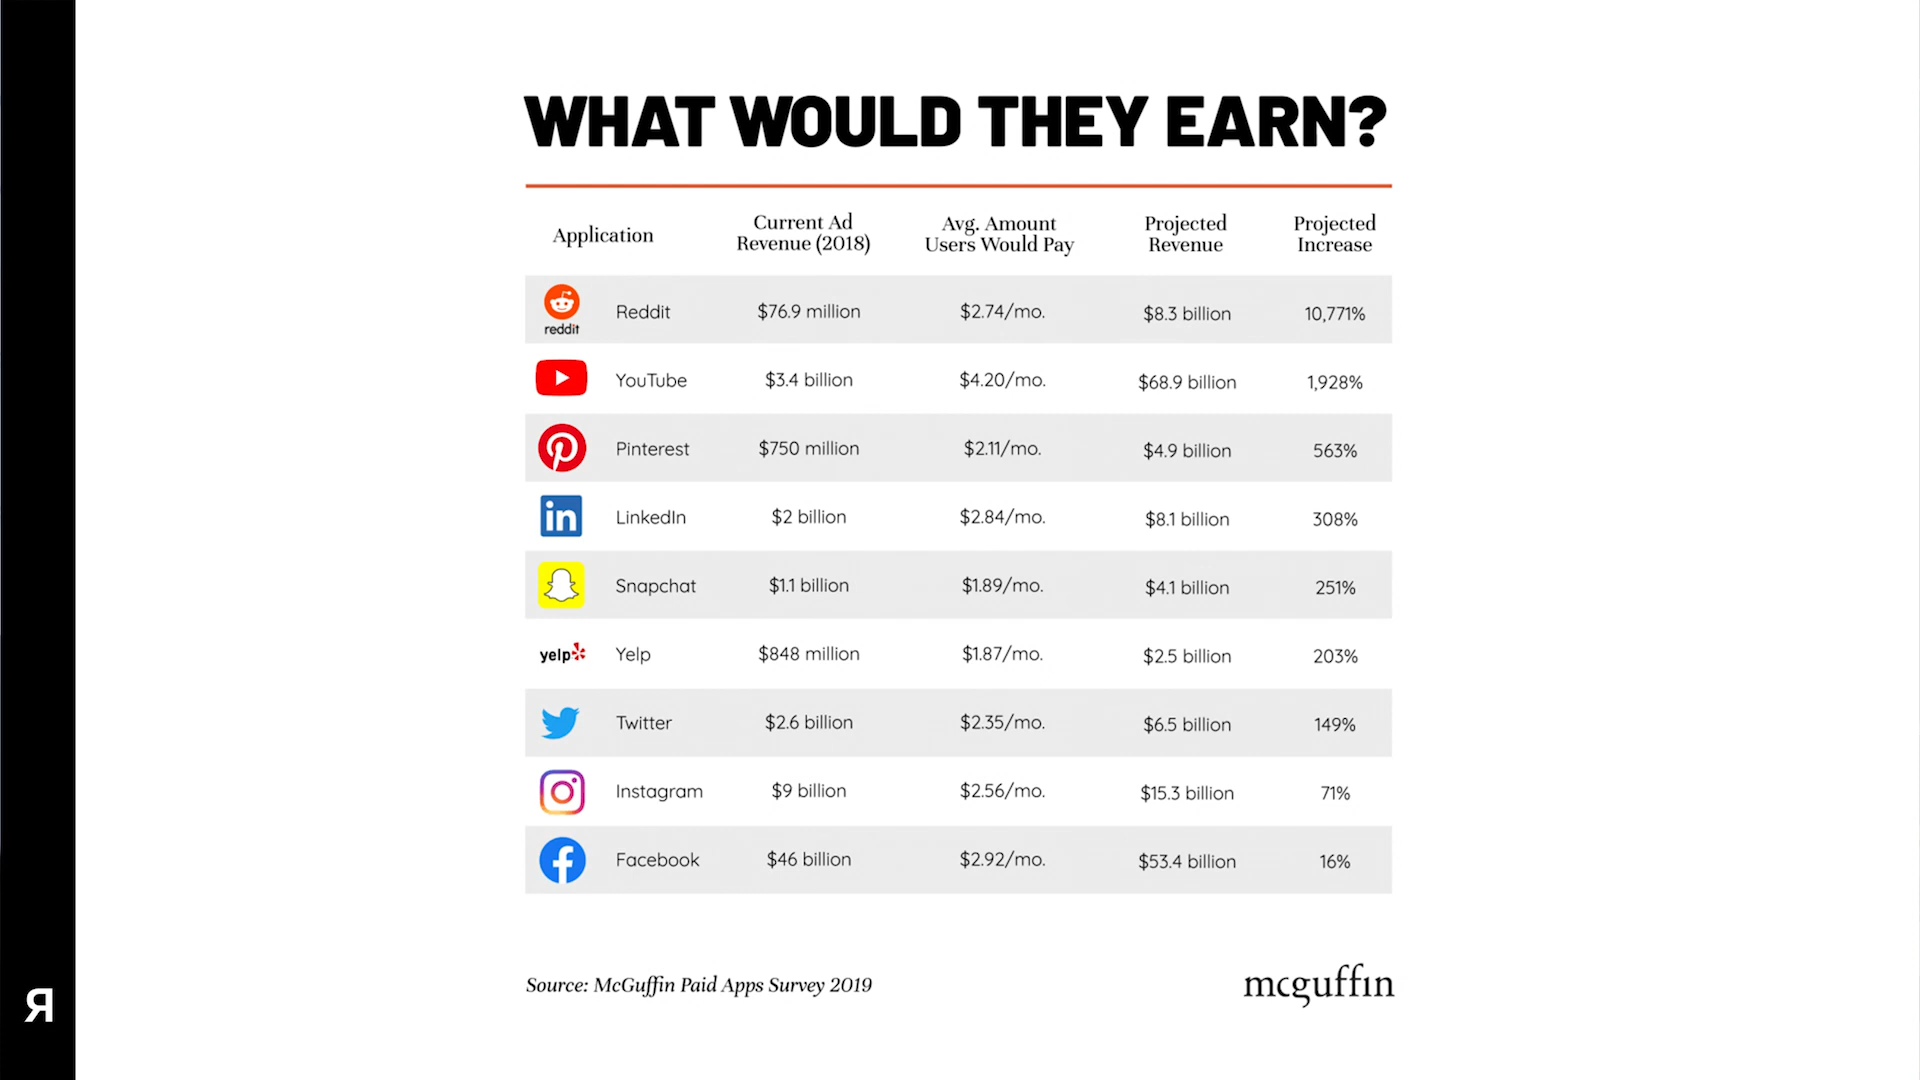 WHAT WOULD THEY EARN?
Application
Current Ad
Revenue (2018)
Avg. Amount
Users Would Pay
Projected
Revenue
Projected
Increase
reddit
Reddit $76.9 million $2.74/mo. $8.3 billion 10,771%
YouTube $3.4 billion $4.20/mo. $68.9 billion 1,928%
Pinterest $750 million $2.11/mo. $4.9 billion 563%
in
LinkedIn $2 billion $2.84/mo. $8.1 billion 308%
Snapchat $1.1 billion $1.89/mo. $4.1 billion 251%
yelp
Yelp $848 million $1.87/mo. $2.5 billion 203%
Twitter $2.6 billion $2.35/mo. $6.5 billion 149%
Instagram $9 billion $2.56/mo. $15.3 billion 71%
Facebook $46 billion $2.92/mo. $53.4 billion 16%
Source: McGuffin Paid Apps Survey 2019
mcguffin
Я